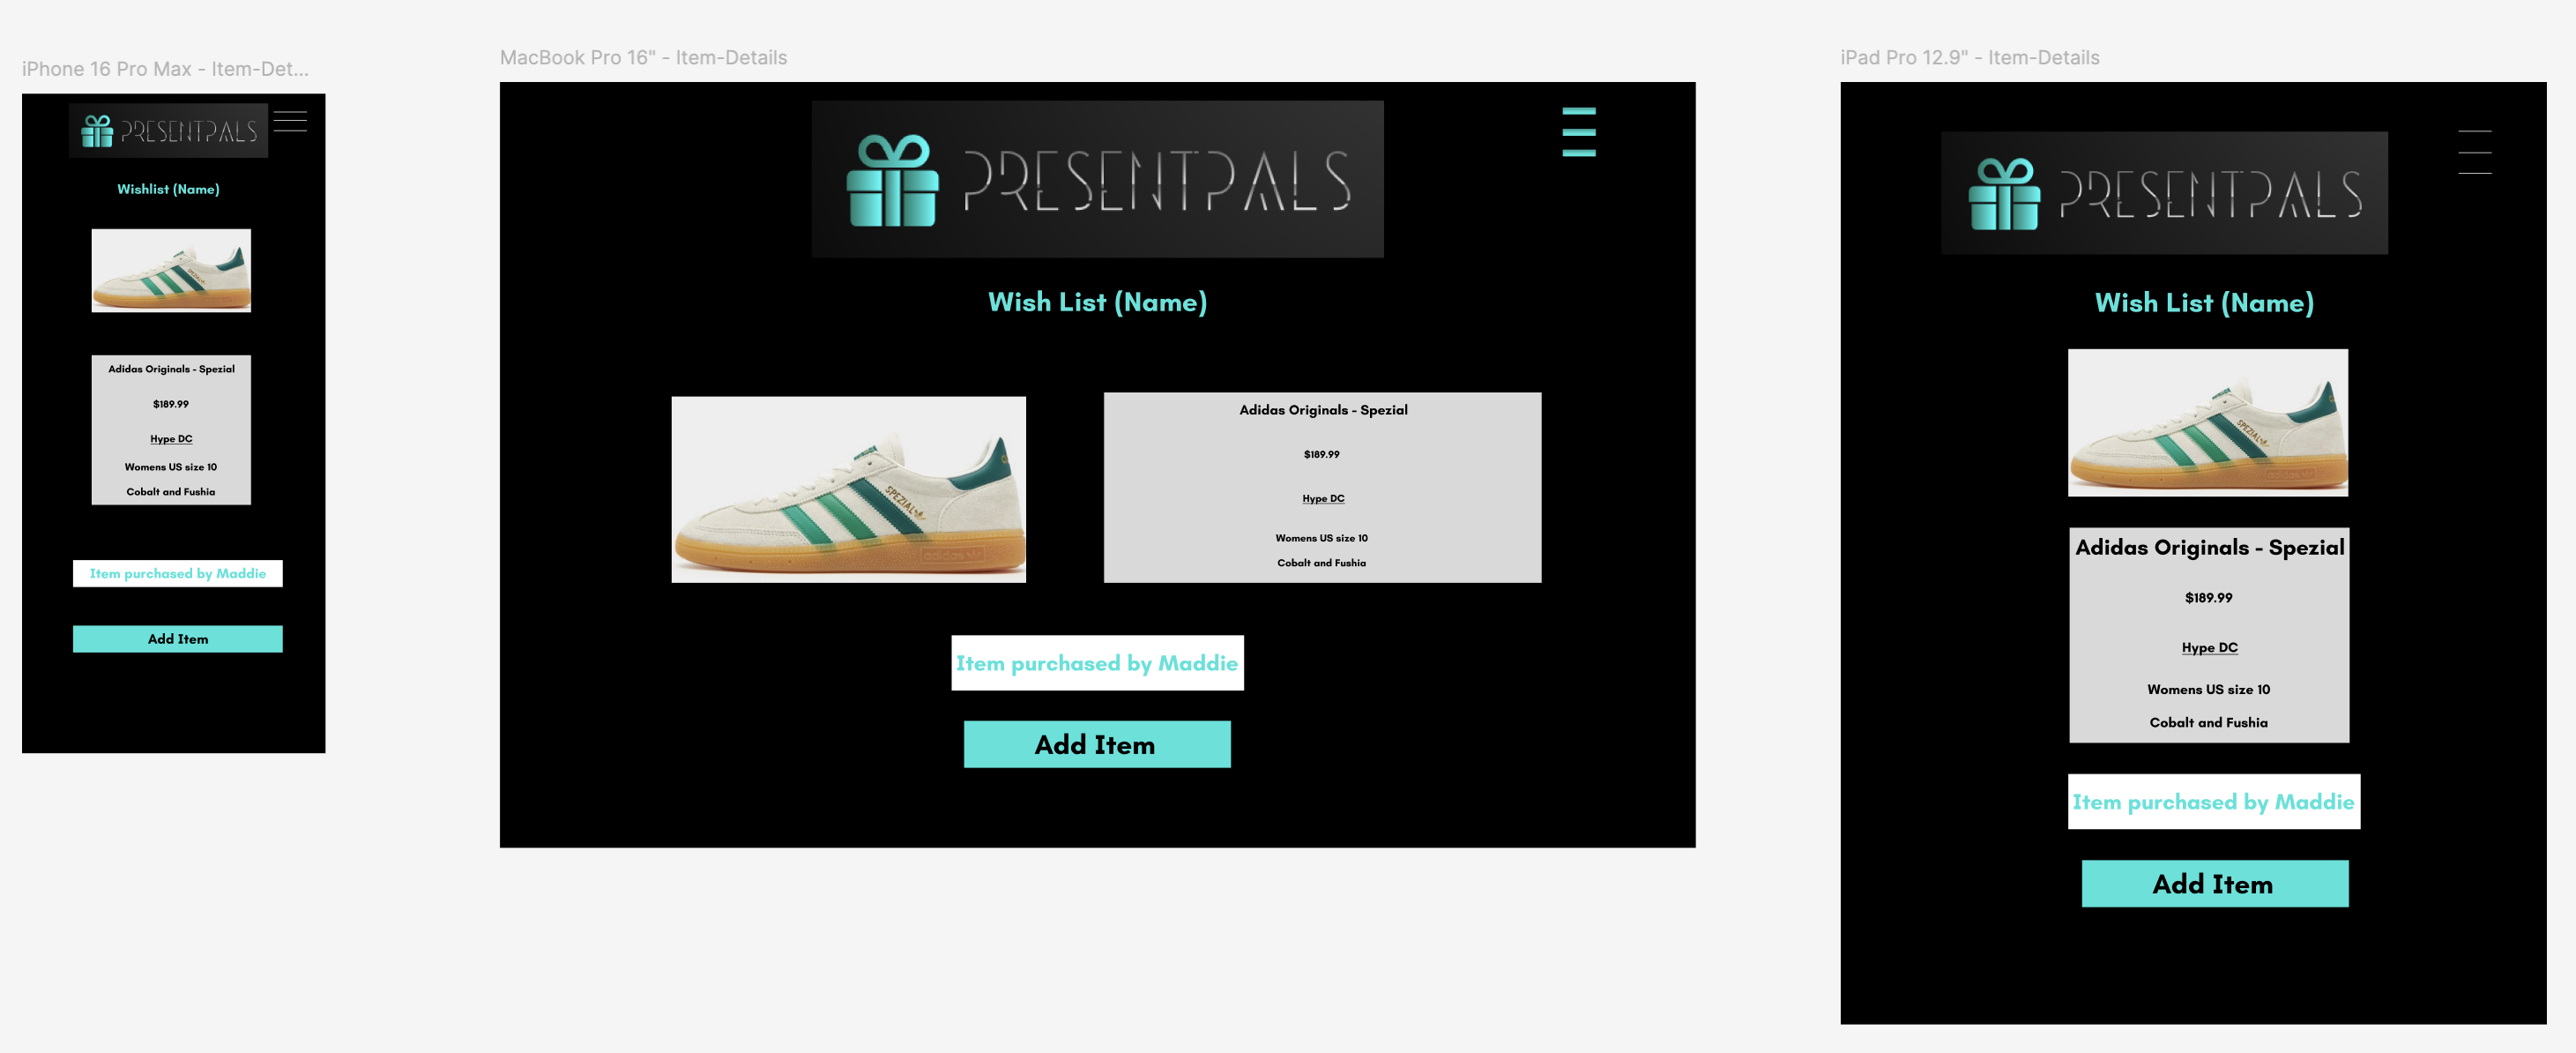 iPhone 16 Pro Max - Item-Det...
PRESENTPALS
Wishlist (Name)
Adidas Originals - Spezial
$189.99
Hype DC
Womens US size 10
Cobalt and Fushia
Item purchased by Maddie
Add Item
MacBook Pro 16" - Item-Details
PRESENTPALS
Wish List (Name)
SPEZIAL
adidas
Adidas Originals - Spezial
$189.99
Hype DC
Womens US size 10
Cobalt and Fushia
Item purchased by Maddie
Add Item
iPad Pro 12.9" - Item-Details
PRESENTPALS
Wish List (Name)
SPEZIAL
Adidas Originals - Spezial
$189.99
Hype DC
Womens US size 10
Cobalt and Fushia
Item purchased by Maddie
Add Item